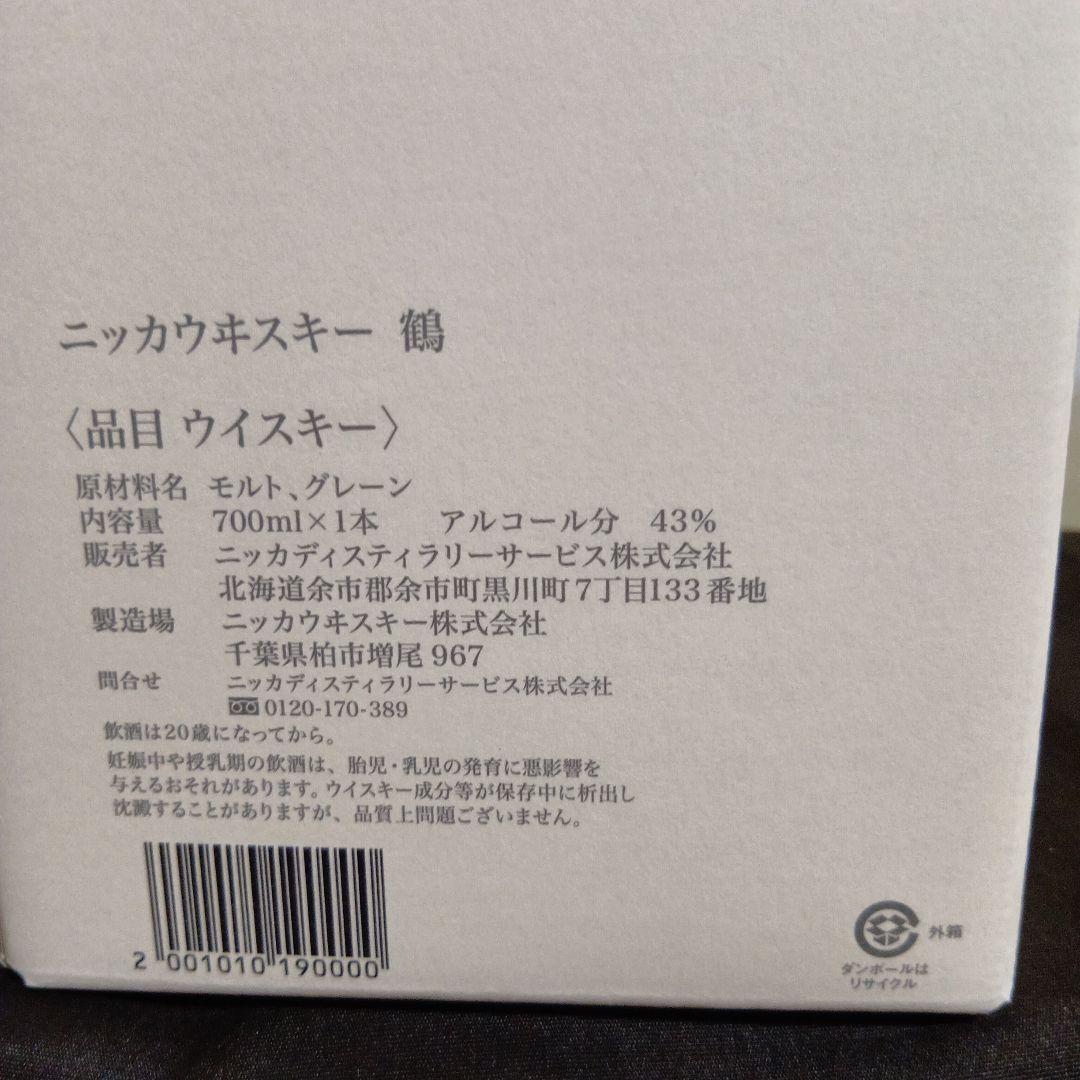 ニッカウヰスキー 鶴
〈品目 ウイスキー〉
原材料名 モルト、グレーン
内容量 700ml×1本 アルコール分 43%
販売者 ニッカディスティラリーサービス株式会社
北海道余市郡余市町黒川町7丁目133番地
製造場 ニッカウヰスキー株式会社
千葉県柏市増尾967
問合せ ニッカディスティラリーサービス株式会社
0120-170-389
飲酒は20歳になってから。
妊娠中や授乳期の飲酒は、胎児・乳児の発育に悪影響を
与えるおそれがあります。ウイスキー成分等が保存中に析出し
沈澱することがありますが、品質上問題ございません。
2 001010 190000
外箱
ダンボールは
リサイクル